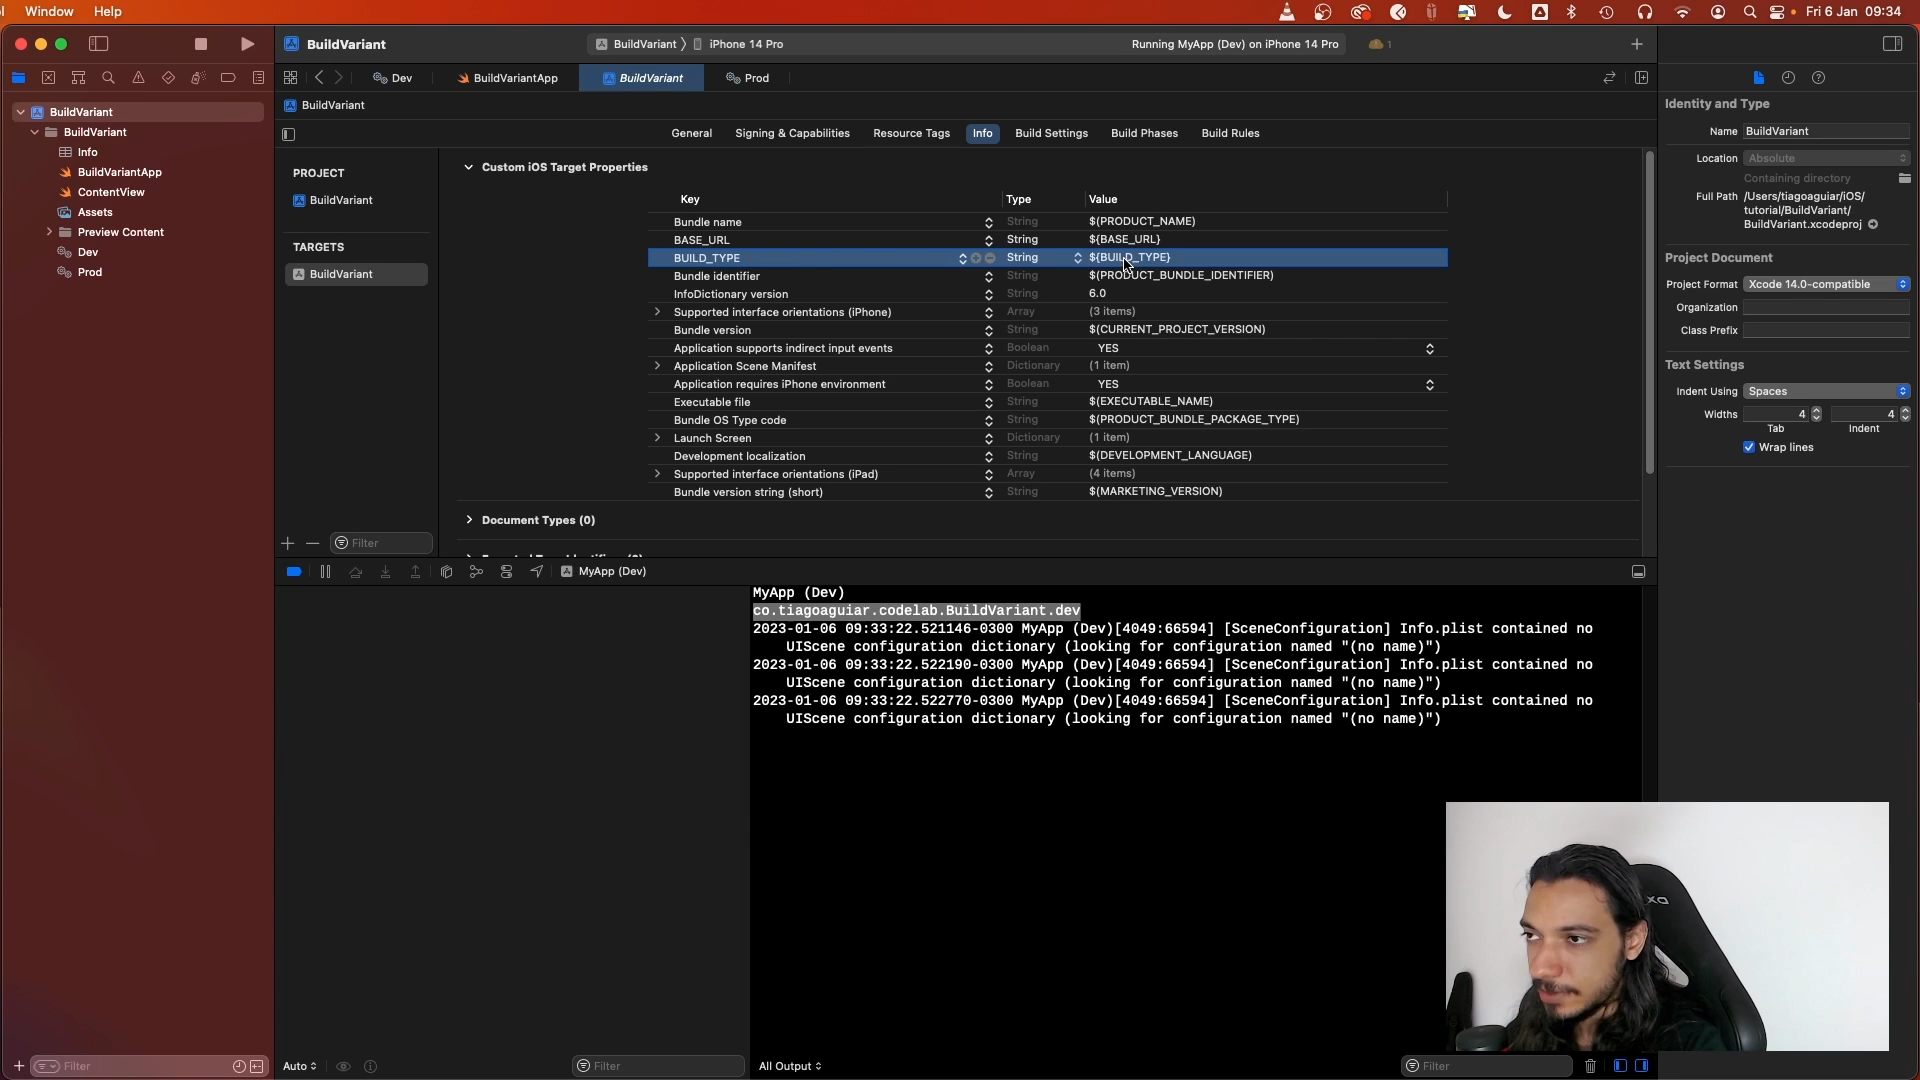 Window Help
Fri 6 Jan 09:34
BuildVariant
BuildVariant 〉 iPhone 14 Pro
Running MyApp (Dev) on iPhone 14 Pro
1
Dev
BuildVariantApp
BuildVariant
Prod
BuildVariant
General
Signing & Capabilities
Resource Tags
Info
Build Settings
Build Phases
Build Rules
BuildVariant
BuildVariant
Info
BuildVariantApp
ContentView
Assets
Preview Content
Dev
Prod
PROJECT
BuildVariant
TARGETS
BuildVariant
Filter
Custom iOS Target Properties
Key Type Value
Bundle name String $(PRODUCT_NAME)
BASE_URL String ${BASE_URL}
BUILD_TYPE String ${BUILD_TYPE}
Bundle identifier String $(PRODUCT_BUNDLE_IDENTIFIER)
InfoDictionary version String 6.0
Supported interface orientations (iPhone) Array (3 items)
Bundle version String $(CURRENT_PROJECT_VERSION)
Application supports indirect input events Boolean YES
Application Scene Manifest Dictionary (1 item)
Application requires iPhone environment Boolean YES
Executable file String $(EXECUTABLE_NAME)
Bundle OS Type code String $(PRODUCT_BUNDLE_PACKAGE_TYPE)
Launch Screen Dictionary (1 item)
Development localization String $(DEVELOPMENT_LANGUAGE)
Supported interface orientations (iPad) Array (4 items)
Bundle version string (short) String $(MARKETING_VERSION)
Document Types (0)
MyApp (Dev)
MyApp (Dev)
co.tiagoaguiar.codelab.BuildVariant.dev
2023-01-06 09:33:22.521146-0300 MyApp (Dev)[4049:66594] [SceneConfiguration] Info.plist contained no
UIScene configuration dictionary (looking for configuration named "(no name)")
2023-01-06 09:33:22.522190-0300 MyApp (Dev)[4049:66594] [SceneConfiguration] Info.plist contained no
UIScene configuration dictionary (looking for configuration named "(no name)")
2023-01-06 09:33:22.522770-0300 MyApp (Dev)[4049:66594] [SceneConfiguration] Info.plist contained no
UIScene configuration dictionary (looking for configuration named "(no name)")
Identity and Type
Name BuildVariant
Location Absolute
Containing directory
Full Path /Users/tiagoaguiar/iOS/
tutorial/BuildVariant/
BuildVariant.xcodeproj
Project Document
Project Format Xcode 14.0-compatible
Organization
Class Prefix
Text Settings
Indent Using Spaces
Widths 4 4
Tab Indent
Wrap lines
Filter
Auto
Filter
All Output
Filter